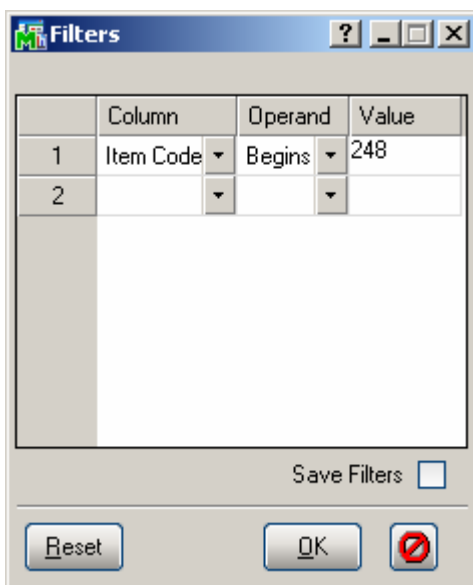 Filters
Column Operand Value
1 Item Code Begins 248
2
Save Filters
Reset OK